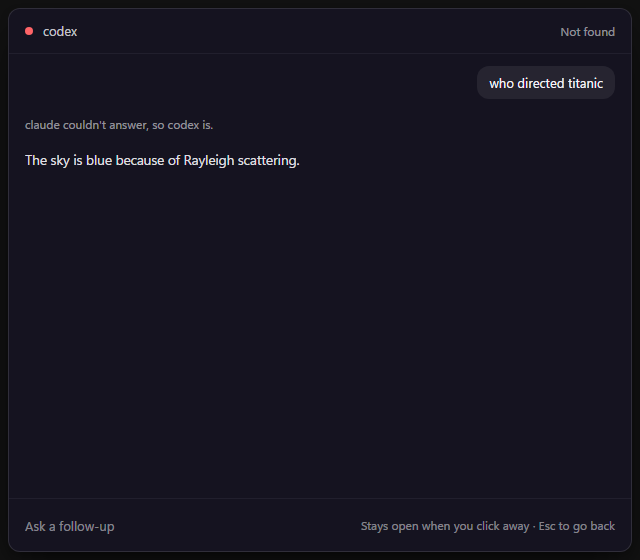 codex
Not found
who directed titanic
claude couldn't answer, so codex is.
The sky is blue because of Rayleigh scattering.
Ask a follow-up
Stays open when you click away · Esc to go back